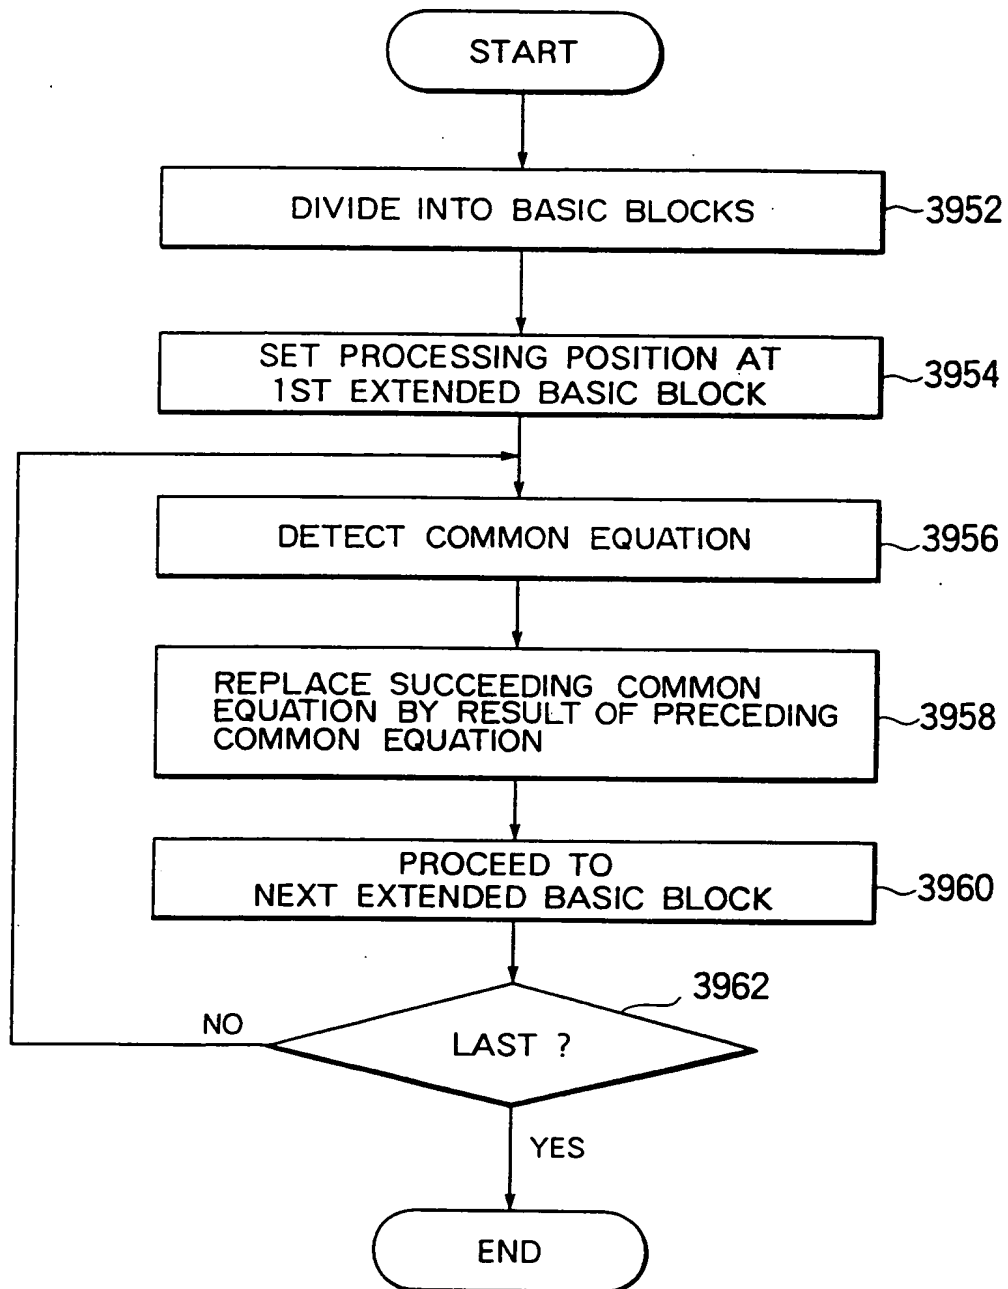 START
DIVIDE INTO BASIC BLOCKS
3952
SET PROCESSING POSITION AT
1ST EXTENDED BASIC BLOCK
3954
DETECT COMMON EQUATION
3956
REPLACE SUCCEEDING COMMON
EQUATION BY RESULT OF PRECEDING
COMMON EQUATION
3958
PROCEED TO
NEXT EXTENDED BASIC BLOCK
3960
3962
LAST ?
NO
YES
END